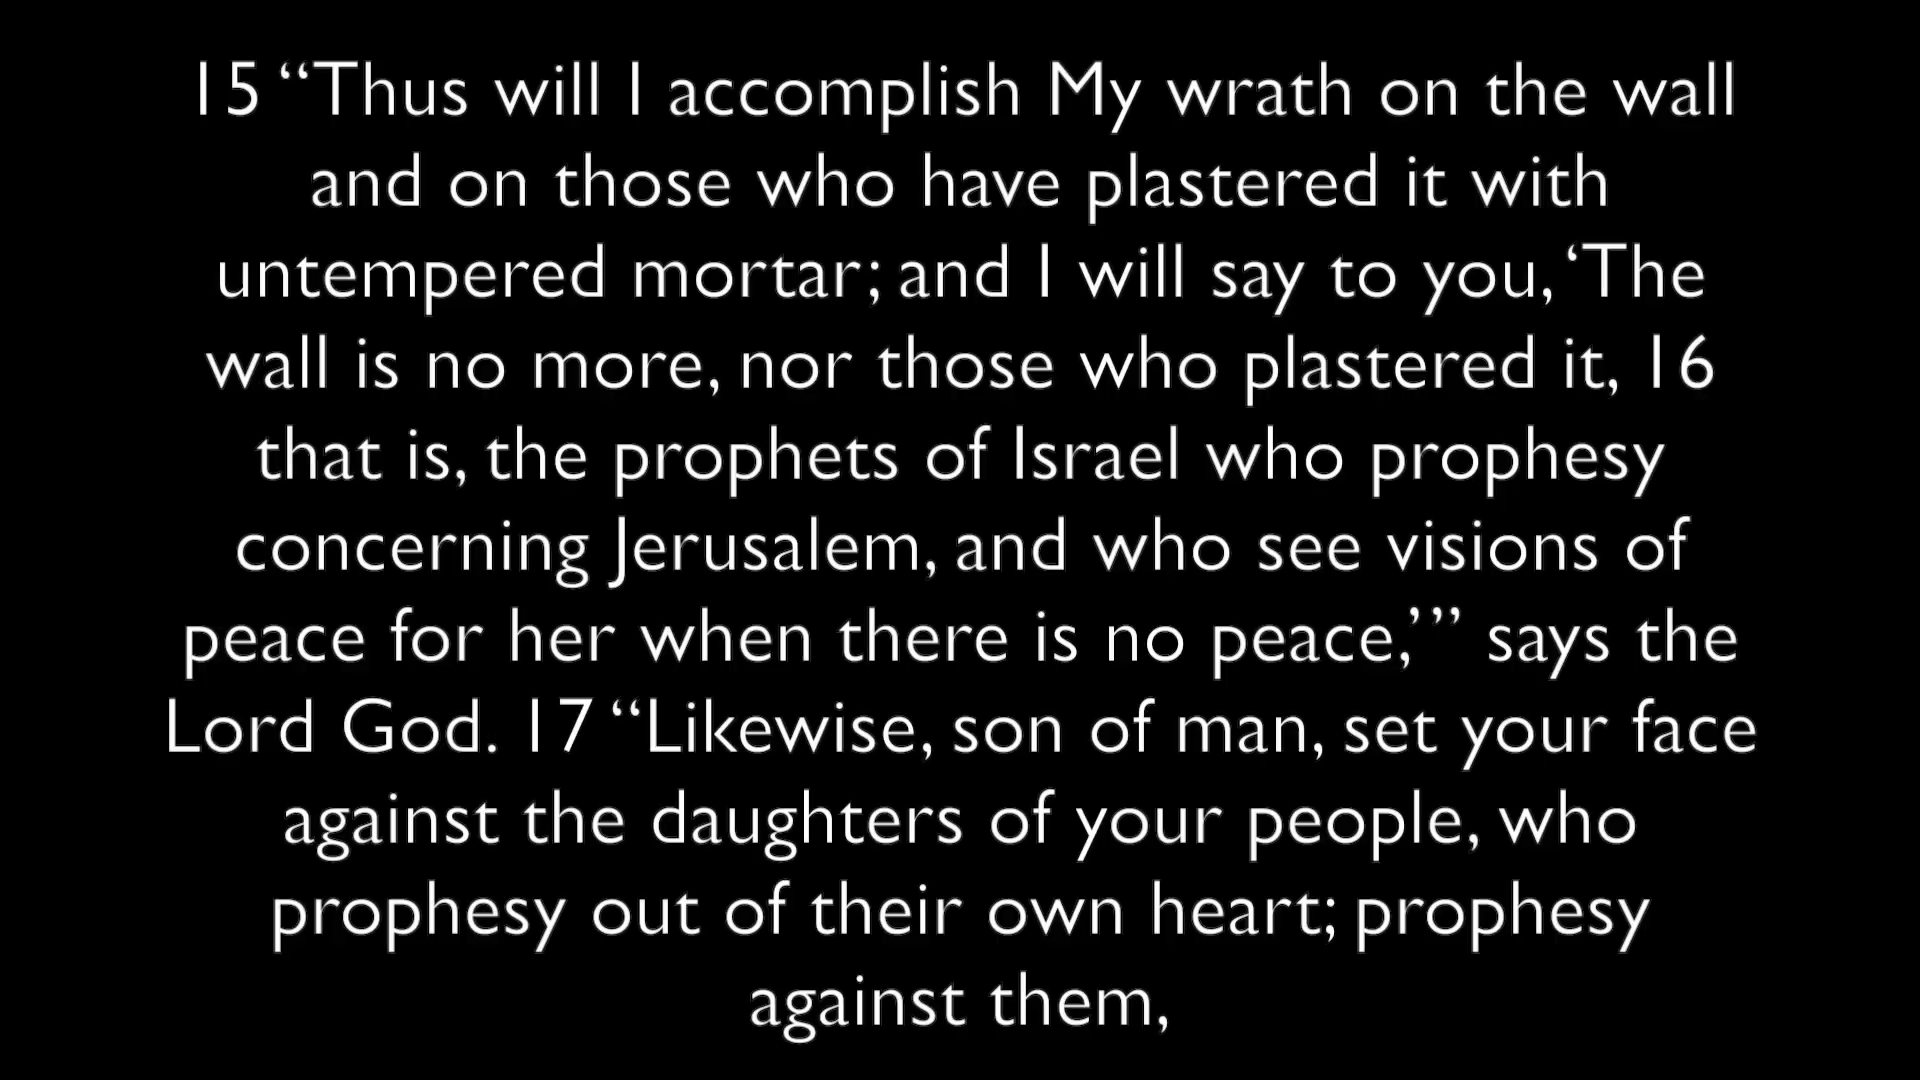 15 “Thus will I accomplish My wrath on the wall
and on those who have plastered it with
untempered mortar; and I will say to you, ‘The
wall is no more, nor those who plastered it, 16
that is, the prophets of Israel who prophesy
concerning Jerusalem, and who see visions of
peace for her when there is no peace,’” says the
Lord God. 17 “Likewise, son of man, set your face
against the daughters of your people, who
prophesy out of their own heart; prophesy
against them,